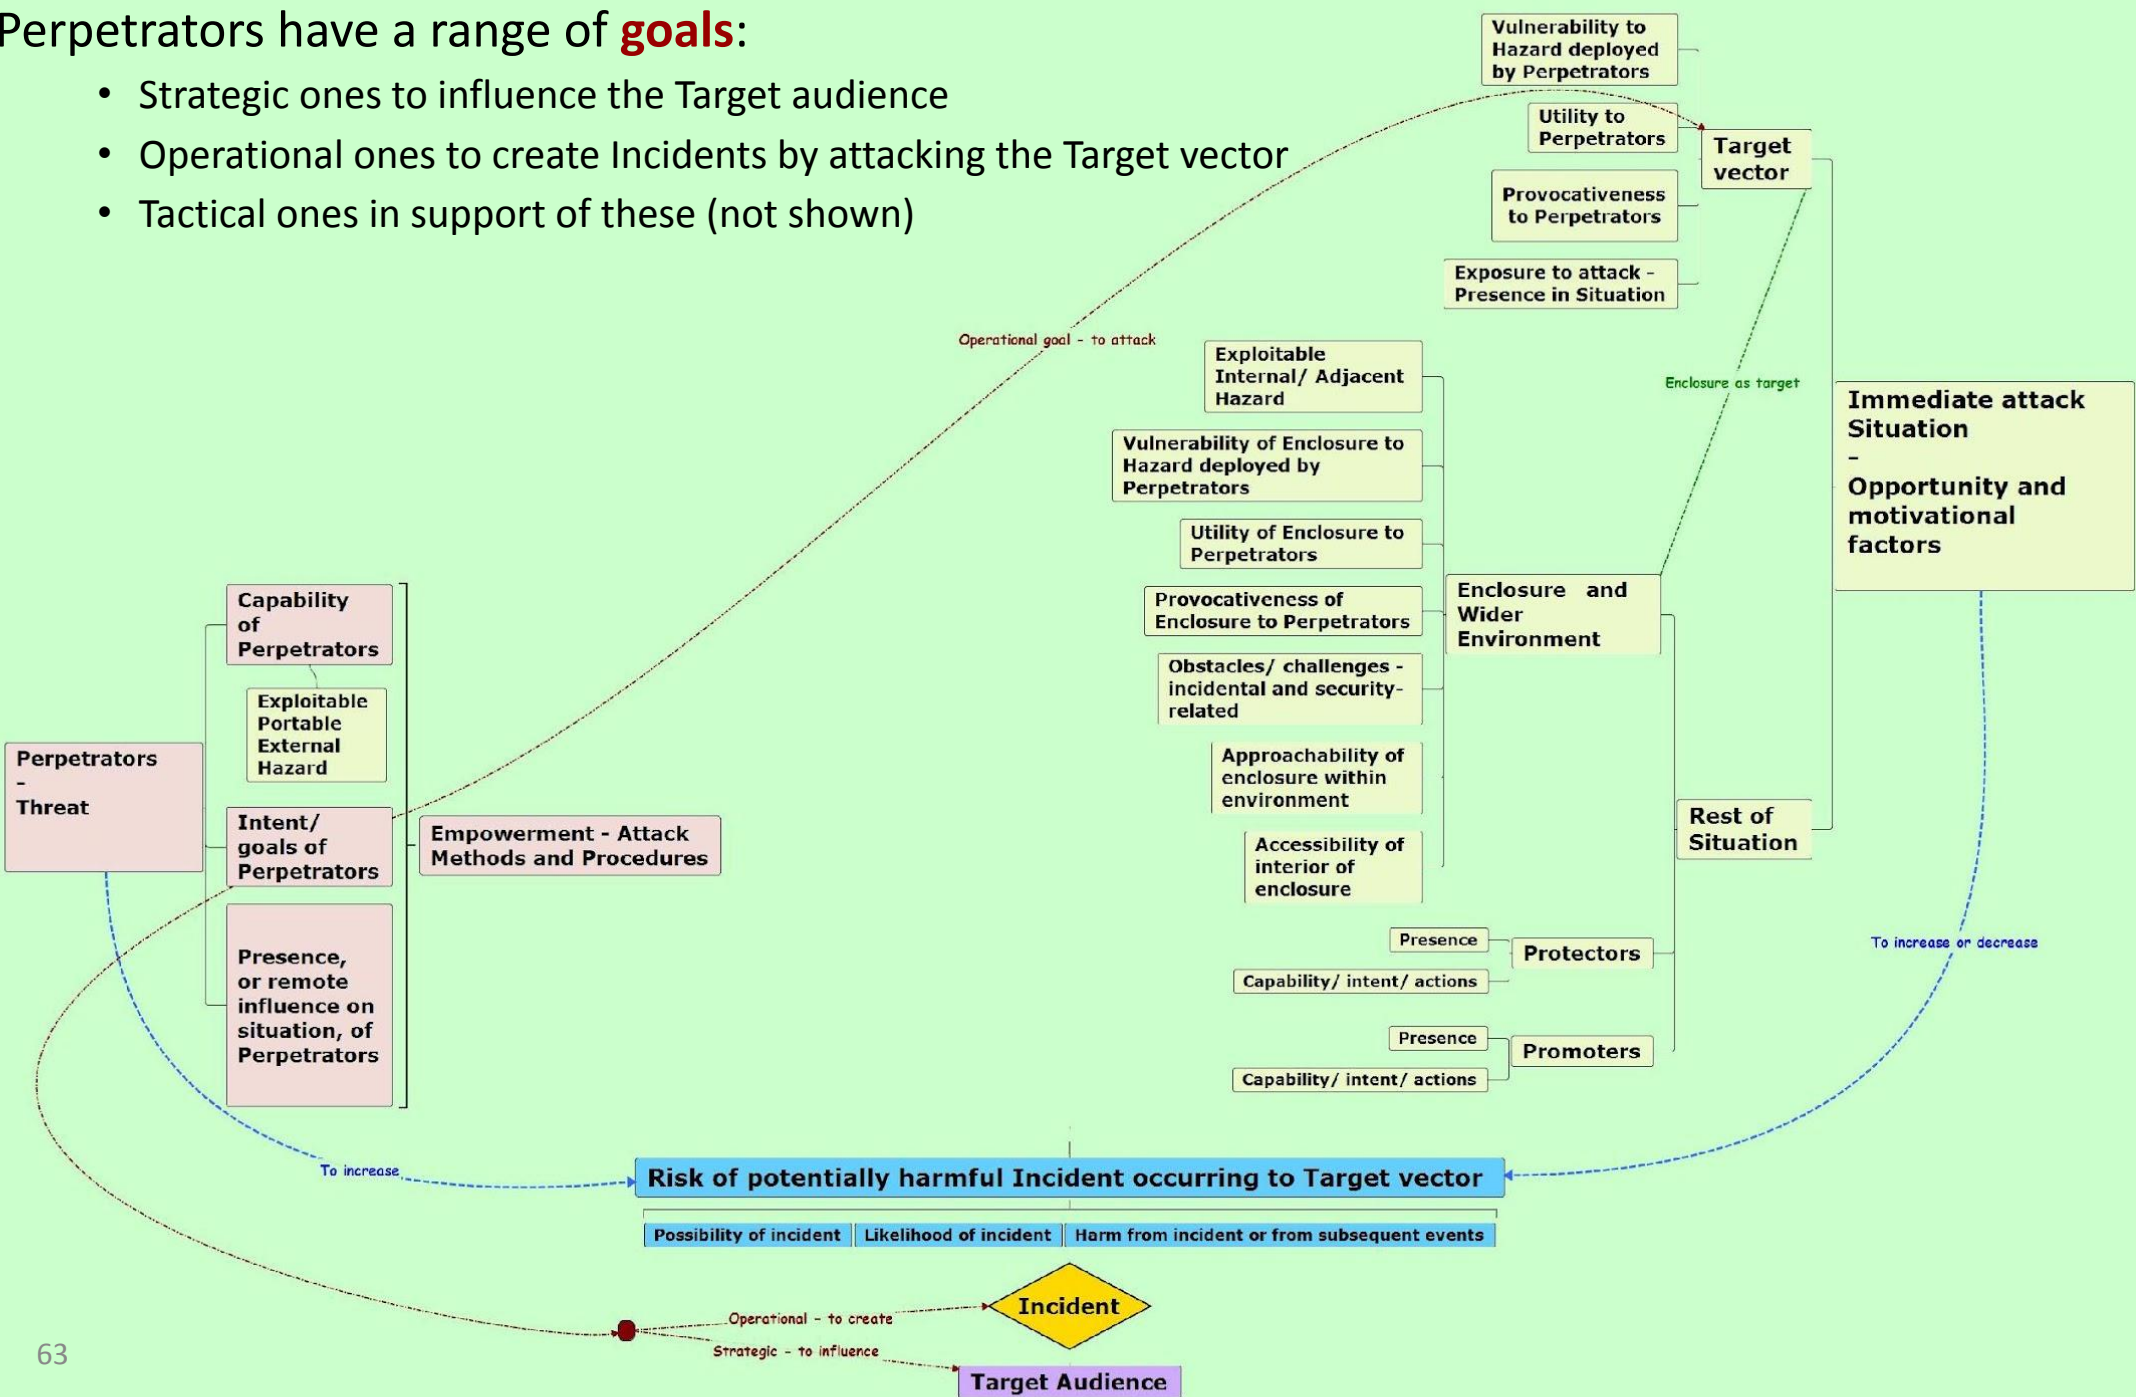 Perpetrators have a range of goals:
• Strategic ones to influence the Target audience
• Operational ones to create Incidents by attacking the Target vector
• Tactical ones in support of these (not shown)
Vulnerability to
Hazard deployed
by Perpetrators
Utility to
Perpetrators
Provocativeness
to Perpetrators
Exposure to attack -
Presence in Situation
Target
vector
Operational goal - to attack
Enclosure as target
Exploitable
Internal/ Adjacent
Hazard
Vulnerability of Enclosure to
Hazard deployed by
Perpetrators
Utility of Enclosure to
Perpetrators
Provocativeness of
Enclosure to Perpetrators
Obstacles/ challenges -
incidental and security-
related
Approachability of
enclosure within
environment
Accessibility of
interior of
enclosure
Enclosure and
Wider
Environment
Immediate attack
Situation
–
Opportunity and
motivational
factors
Rest of
Situation
Presence
Capability/ intent/ actions
Protectors
Presence
Capability/ intent/ actions
Promoters
To increase or decrease
Perpetrators
–
Threat
Capability
of
Perpetrators
Exploitable
Portable
External
Hazard
Intent/
goals of
Perpetrators
Presence,
or remote
influence on
situation, of
Perpetrators
Empowerment - Attack
Methods and Procedures
To increase
Risk of potentially harmful Incident occurring to Target vector
Possibility of incident
Likelihood of incident
Harm from incident or from subsequent events
Incident
Operational - to create
Strategic - to influence
Target Audience
63